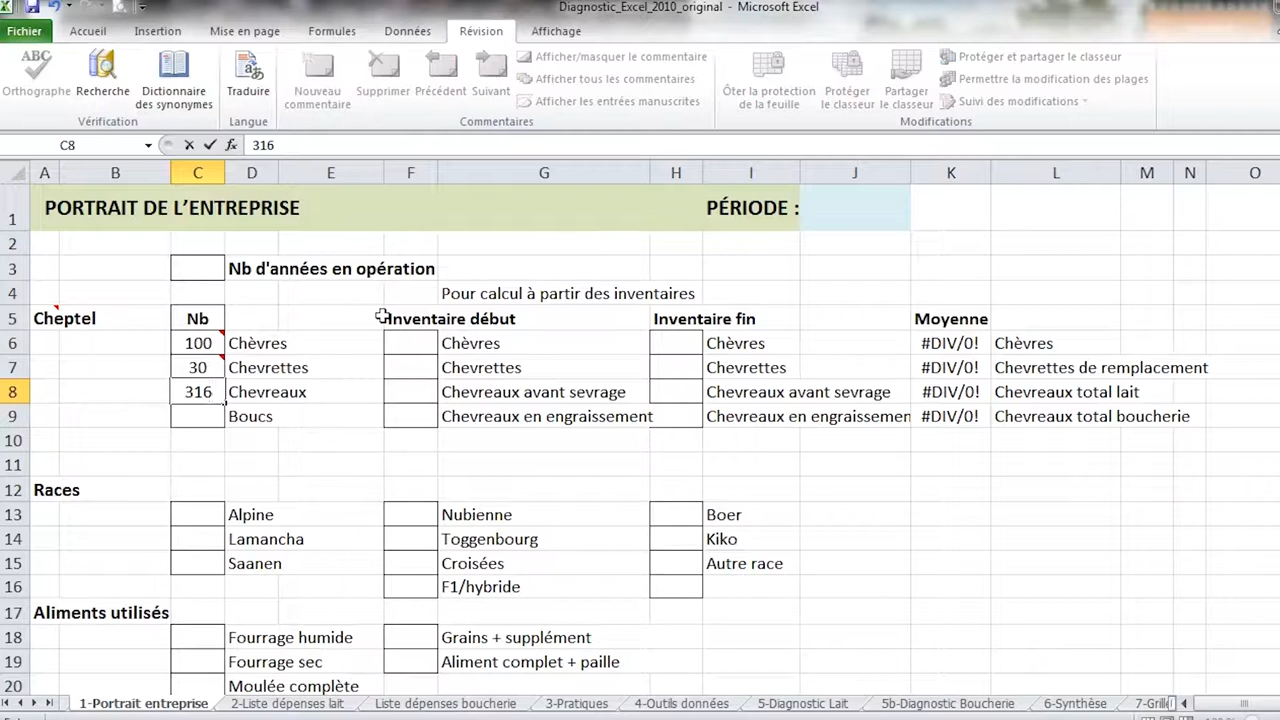 Diagnostic_Excel_2010_original - Microsoft Excel
Fichier Accueil Insertion Mise en page Formules Données Révision Affichage
ABC
Orthographe Recherche Dictionnaire des synonymes Traduire Nouveau commentaire Supprimer Précédent Suivant Afficher/masquer le commentaire Ôter la protection de la feuille Protéger le classeur Partager le classeur Protéger et partager le classeur
Afficher tous les commentaires Permettre la modification des plages
Afficher les entrées manuscrites Suivi des modifications
Vérification Langue Commentaires Modifications
C8 fx 316
A B C D E F G H I J K L M N O
1 PORTRAIT DE L'ENTREPRISE PÉRIODE :
2
3 Nb d'années en opération
4 Pour calcul à partir des inventaires
5 Cheptel Nb Inventaire début Inventaire fin Moyenne
6 100 Chèvres Chèvres Chèvres #DIV/0! Chèvres
7 30 Chevrettes Chevrettes Chevrettes #DIV/0! Chevrettes de remplacement
8 316 Chevreaux Chevreaux avant sevrage Chevreaux avant sevrage #DIV/0! Chevreaux total lait
9 Boucs Chevreaux en engraissement Chevreaux en engraissemen #DIV/0! Chevreaux total boucherie
10
11
12 Races
13 Alpine Nubienne Boer
14 Lamancha Toggenbourg Kiko
15 Saanen Croisées Autre race
16 F1/hybride
17 Aliments utilisés
18 Fourrage humide Grains + supplément
19 Fourrage sec Aliment complet + paille
20 Moulée complète
1-Portrait entreprise 2-Liste dépenses lait Liste dépenses boucherie 3-Pratiques 4-Outils données 5-Diagnostic Lait 5b-Diagnostic Boucherie 6-Synthèse 7-Grille